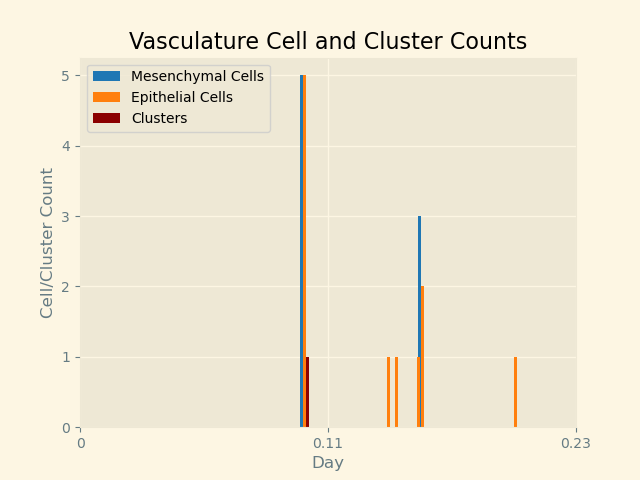 Vasculature Cell and Cluster Counts
Mesenchymal Cells
Epithelial Cells
Clusters
Cell/Cluster Count
5
4
3
2
1
0
0
0.11
0.23
Day